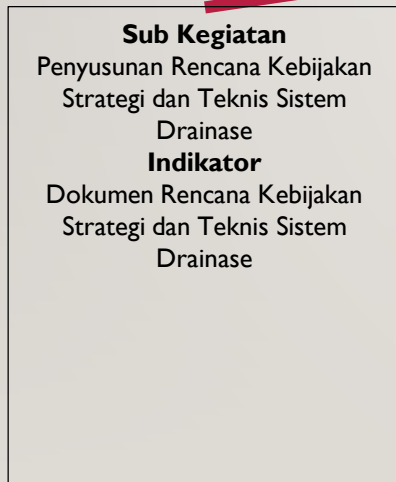 Sub Kegiatan
Penyusunan Rencana Kebijakan
Strategi dan Teknis Sistem
Drainase
Indikator
Dokumen Rencana Kebijakan
Strategi dan Teknis Sistem
Drainase